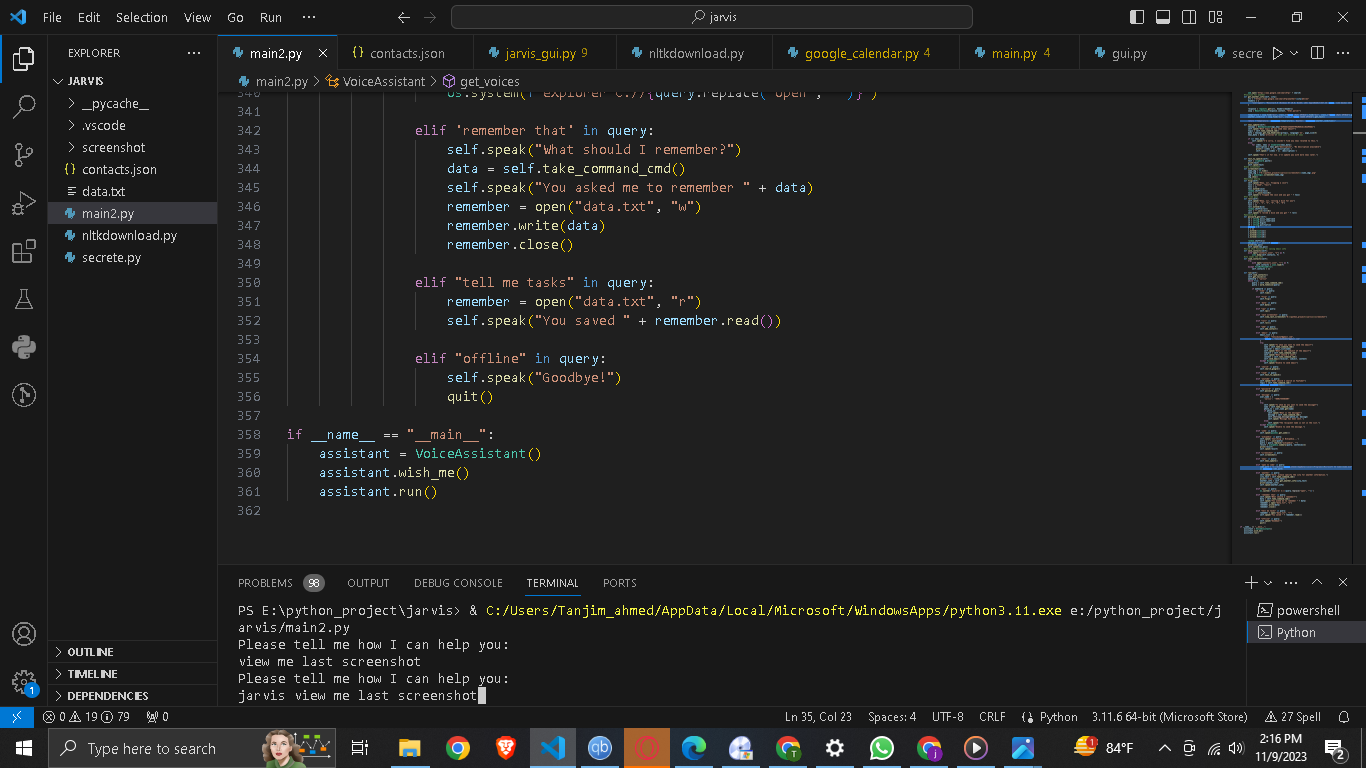 File Edit Selection View Go Run ··· jarvis
EXPLORER ···
main2.py contacts.json jarvis_gui.py 9 nltkdownload.py google_calendar.py 4 main.py 4 gui.py secre
main2.py > VoiceAssistant > get_voices
JARVIS
__pycache__
.vscode
screenshot
{} contacts.json
data.txt
main2.py
nltkdownload.py
secrete.py
OUTLINE
TIMELINE
DEPENDENCIES
341
342 elif 'remember that' in query:
343 self.speak("What should I remember?")
344 data = self.take_command_cmd()
345 self.speak("You asked me to remember " + data)
346 remember = open("data.txt", "w")
347 remember.write(data)
348 remember.close()
349
350 elif "tell me tasks" in query:
351 remember = open("data.txt", "r")
352 self.speak("You saved " + remember.read())
353
354 elif "offline" in query:
355 self.speak("Goodbye!")
356 quit()
357
358 if __name__ == "__main__":
359 assistant = VoiceAssistant()
360 assistant.wish_me()
361 assistant.run()
362
PROBLEMS 98 OUTPUT DEBUG CONSOLE TERMINAL PORTS
PS E:\python_project\jarvis> & C:/Users/Tanjim_ahmed/AppData/Local/Microsoft/WindowsApps/python3.11.exe e:/python_project/j
arvis/main2.py
Please tell me how I can help you:
view me last screenshot
Please tell me how I can help you:
jarvis view me last screenshot
powershell
Python
1
0 19 79 0 Ln 35, Col 23 Spaces: 4 UTF-8 CRLF Python 3.11.6 64-bit (Microsoft Store) 27 Spell
Type here to search
84°F
2:16 PM
11/9/2023
2